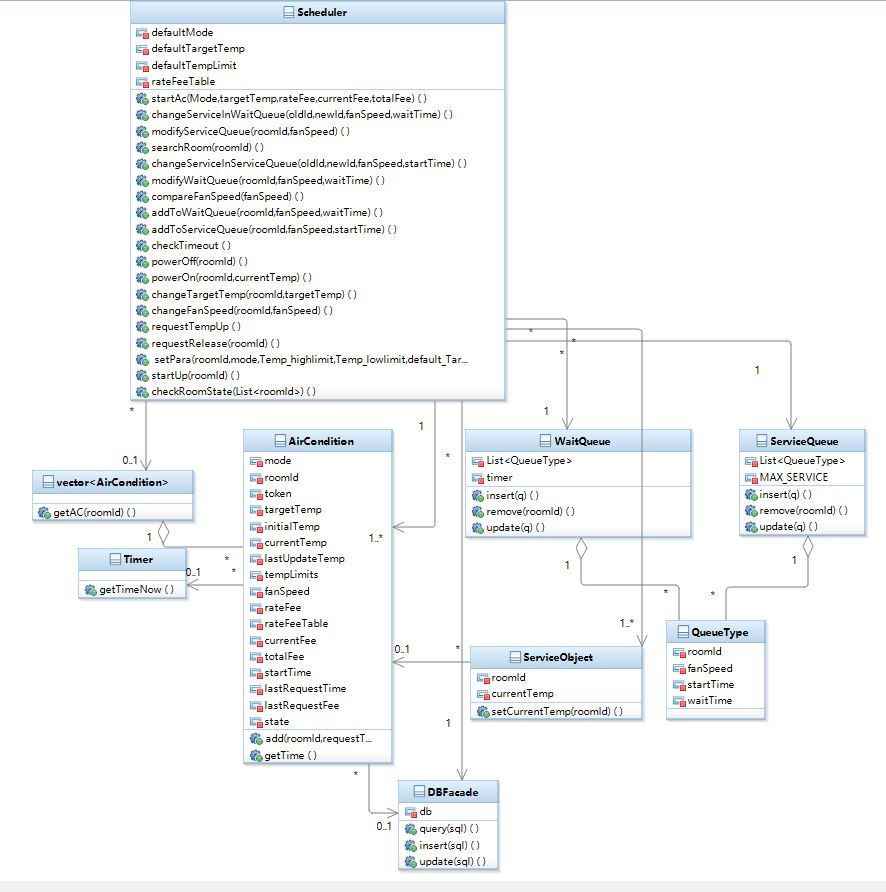 Scheduler
defaultMode
defaultTargetTemp
defaultTempLimit
rateFeeTable
startAc(Mode,targetTemp,rateFee,currentFee,totalFee) ( )
changeServiceInWaitQueue(oldId,newId,fanSpeed,waitTime) ( )
modifyServiceQueue(roomId,fanSpeed) ( )
searchRoom(roomId) ( )
changeServiceInServiceQueue(oldId,newId,fanSpeed,startTime) ( )
modifyWaitQueue(roomId,fanSpeed,waitTime) ( )
compareFanSpeed(fanSpeed) ( )
addToWaitQueue(roomId,fanSpeed,waitTime) ( )
addToServiceQueue(roomId,fanSpeed,startTime) ( )
checkTimeout ( )
powerOff(roomId) ( )
powerOn(roomId,currentTemp) ( )
changeTargetTemp(roomId,targetTemp) ( )
changeFanSpeed(roomId,fanSpeed) ( )
requestTempUp ( )
requestRelease(roomId) ( )
setPara(roomId,mode,Temp_highlimit,Temp_lowlimit,default_Tar...
startUp(roomId) ( )
checkRoomState(List<roomId>) ( )
*
*
*
1
*
0..1
1
*
1
1
vector<AirCondition>
getAC(roomId) ( )
1
*
Timer
getTimeNow ( )
0..1
*
AirCondition
mode
roomId
token
targetTemp
initialTemp
currentTemp
lastUpdateTemp
tempLimits
fanSpeed
rateFee
rateFeeTable
currentFee
totalFee
startTime
lastRequestTime
lastRequestFee
state
add(roomId,requestT...
getTime ( )
1..*
0..1
*
1
*
0..1
WaitQueue
List<QueueType>
timer
insert(q) ( )
remove(roomId) ( )
update(q) ( )
ServiceQueue
List<QueueType>
MAX_SERVICE
insert(q) ( )
remove(roomId) ( )
update(q) ( )
1
*
1
*
1..*
ServiceObject
roomId
currentTemp
setCurrentTemp(roomId) ( )
QueueType
roomId
fanSpeed
startTime
waitTime
DBFacade
db
query(sql) ( )
insert(sql) ( )
update(sql) ( )